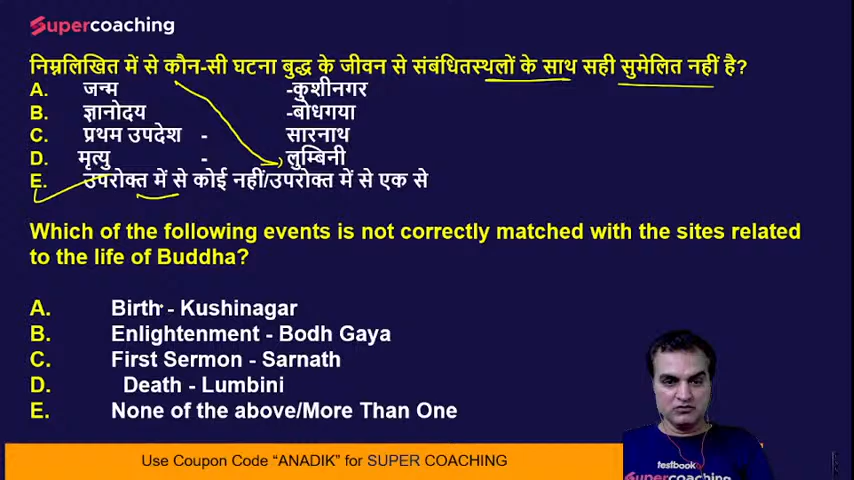 Supercoaching
निम्नलिखित में से कौन-सी घटना बुद्ध के जीवन से संबंधितस्थलों के साथ सही सुमेलित नहीं है?
A. जन्म -कुशीनगर
B. ज्ञानोदय -बोधगया
C. प्रथम उपदेश - सारनाथ
D. मृत्यु - लुम्बिनी
E. उपरोक्त में से कोई नहीं/उपरोक्त में से एक से
Which of the following events is not correctly matched with the sites related
to the life of Buddha?
A. Birth - Kushinagar
B. Enlightenment - Bodh Gaya
C. First Sermon - Sarnath
D. Death - Lumbini
E. None of the above/More That One
Use Coupon Code “ANADIK” for SUPER COACHING
testbook
Supercoaching